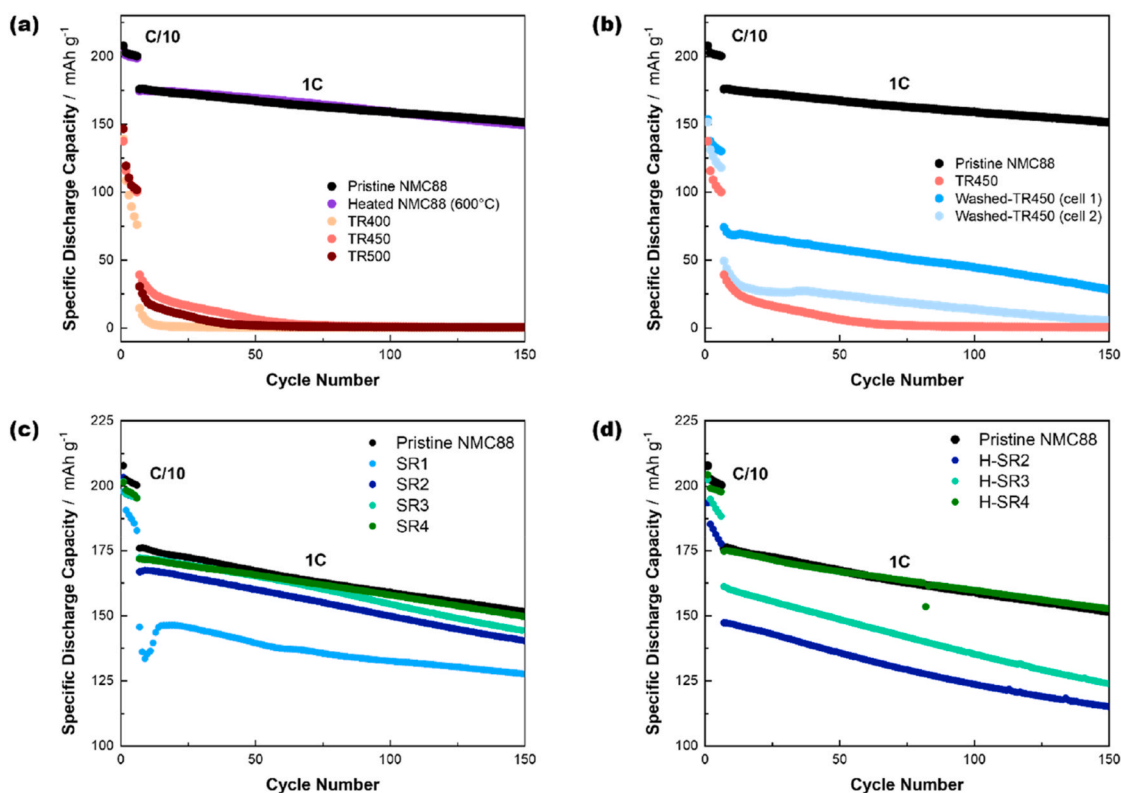 (a)
C/10
1C
Pristine NMC88
Heated NMC88 (600°C)
TR400
TR450
TR500
Specific Discharge Capacity / mAh g⁻¹
200
150
100
50
0
0
50
100
150
Cycle Number
(b)
C/10
1C
Pristine NMC88
TR450
Washed-TR450 (cell 1)
Washed-TR450 (cell 2)
Specific Discharge Capacity / mAh g⁻¹
200
150
100
50
0
0
50
100
150
Cycle Number
(c)
C/10
1C
Pristine NMC88
SR1
SR2
SR3
SR4
Specific Discharge Capacity / mAh g⁻¹
225
200
175
150
125
100
0
50
100
150
Cycle Number
(d)
C/10
1C
Pristine NMC88
H-SR2
H-SR3
H-SR4
Specific Discharge Capacity / mAh g⁻¹
225
200
175
150
125
100
0
50
100
150
Cycle Number